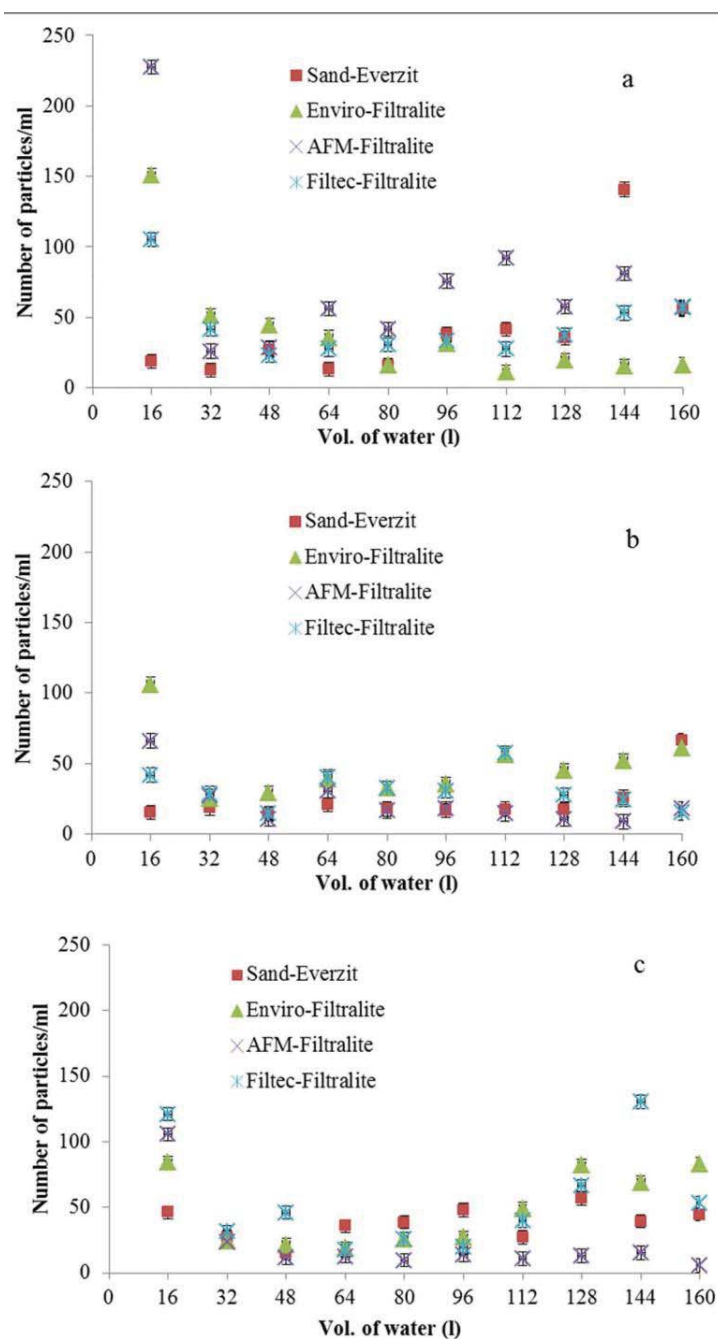 250
200
150
100
50
0
Number of particles/ml
Sand-Everzit
Enviro-Filtralite
AFM-Filtralite
Filtec-Filtralite
a
0 16 32 48 64 80 96 112 128 144 160
Vol. of water (l)
250
200
150
100
50
0
Number of particles/ml
Sand-Everzit
Enviro-Filtralite
AFM-Filtralite
Filtec-Filtralite
b
0 16 32 48 64 80 96 112 128 144 160
Vol. of water (l)
250
200
150
100
50
0
Number of particles/ml
Sand-Everzit
Enviro-Filtralite
AFM-Filtralite
Filtec-Filtralite
c
0 16 32 48 64 80 96 112 128 144 160
Vol. of water (l)